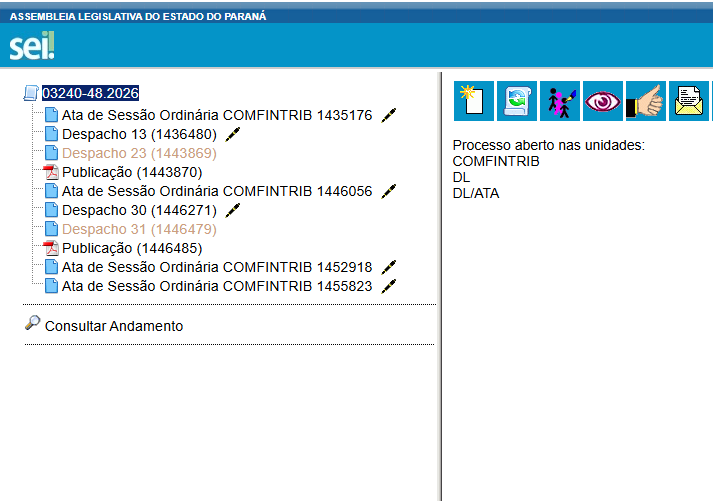 ASSEMBLEIA LEGISLATIVA DO ESTADO DO PARANÁ
sei!
03240-48.2026
Ata de Sessão Ordinária COMFINTRIB 1435176
Despacho 13 (1436480)
Despacho 23 (1443869)
Publicação (1443870)
Ata de Sessão Ordinária COMFINTRIB 1446056
Despacho 30 (1446271)
Despacho 31 (1446479)
Publicação (1446485)
Ata de Sessão Ordinária COMFINTRIB 1452918
Ata de Sessão Ordinária COMFINTRIB 1455823
Consultar Andamento
Processo aberto nas unidades:
COMFINTRIB
DL
DL/ATA